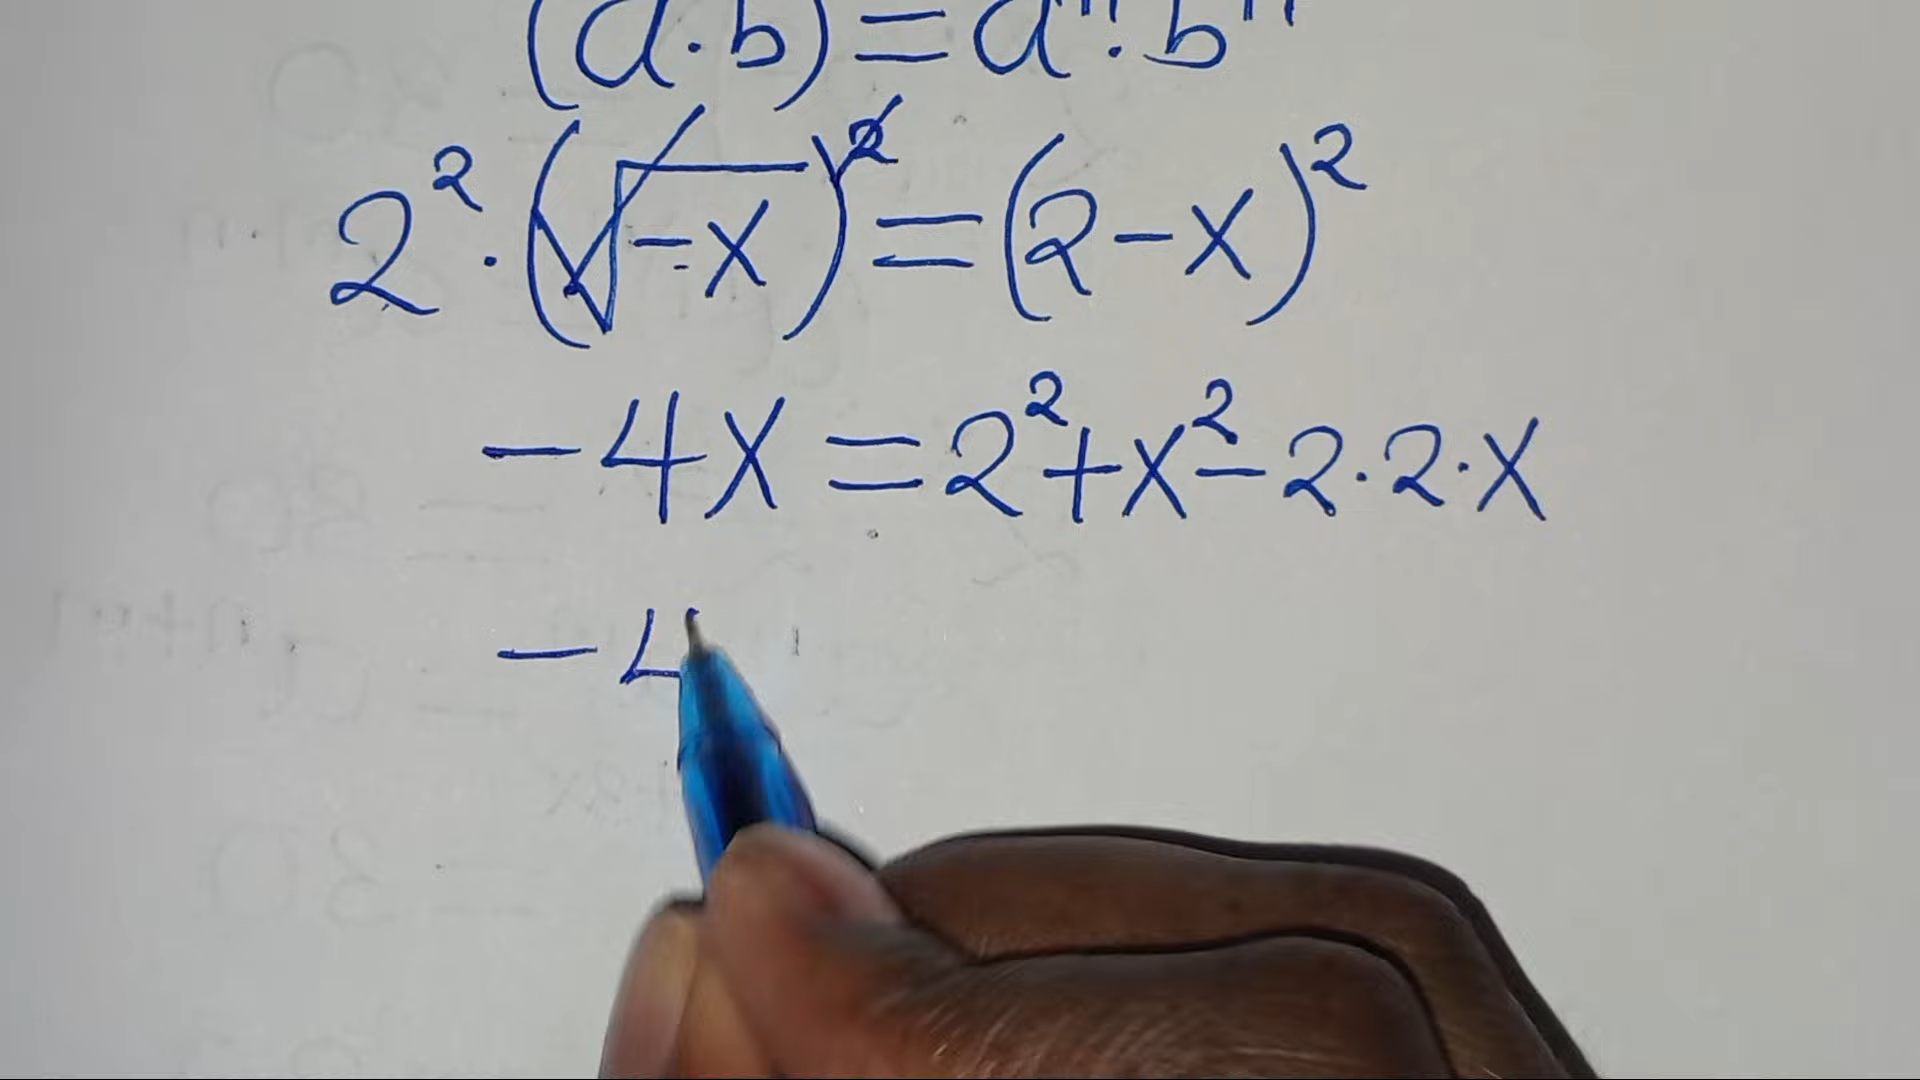 (a·b)=aⁿ·bⁿ
2²·(√-x)²=(2-x)²
-4x=2²+x²-2·2·x
-4